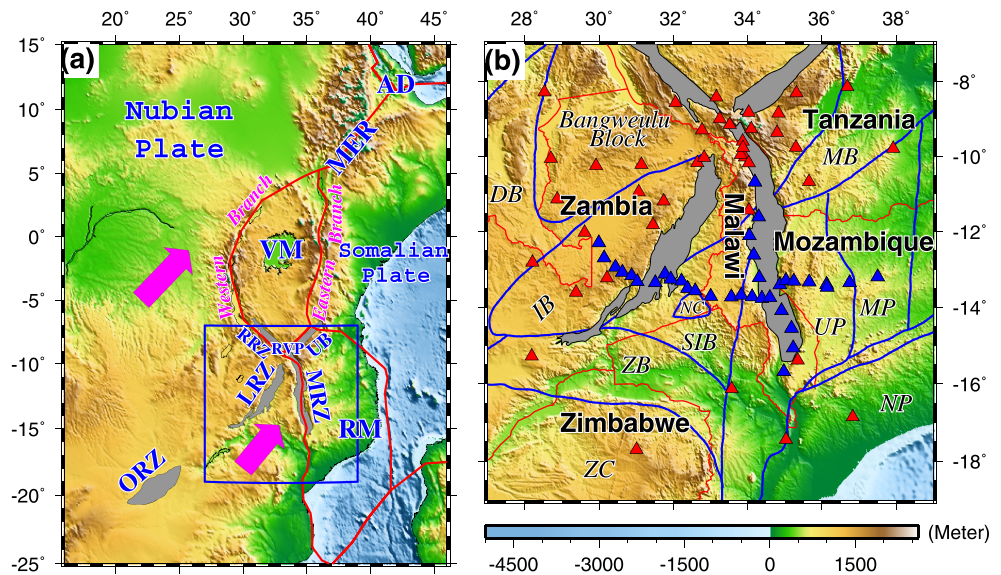 20° 25° 30° 35° 40° 45°
15°
10°
5°
0°
-5°
-10°
-15°
-20°
-25°
(a)
Nubian
Plate
AD
MER
Branch
Western
Branch
Eastern
VM
Somalian
Plate
RRZ
RVP
UB
LRZ
MRZ
RM
ORZ
28° 30° 32° 34° 36° 38°
-8°
-10°
-12°
-14°
-16°
-18°
(b)
Bangweulu
Block
Tanzania
MB
DB
Zambia
Malawi
Mozambique
IB
NC
SIB
UP
MP
ZB
NP
Zimbabwe
ZC
-4500 -3000 -1500 0 1500
(Meter)